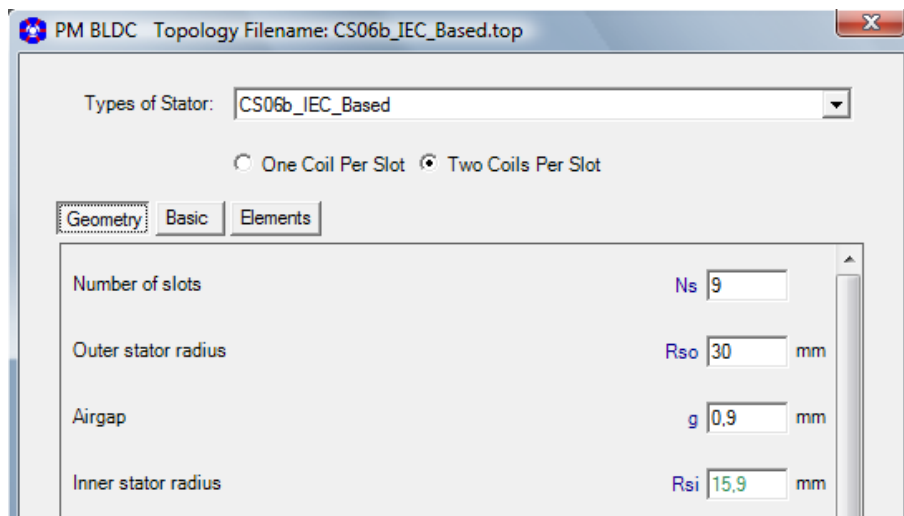 PM BLDC Topology Filename: CS06b_IEC_Based.top
Types of Stator: CS06b_IEC_Based
One Coil Per Slot Two Coils Per Slot
Geometry Basic Elements
Number of slots Ns 9
Outer stator radius Rso 30 mm
Airgap g 0,9 mm
Inner stator radius Rsi 15,9 mm